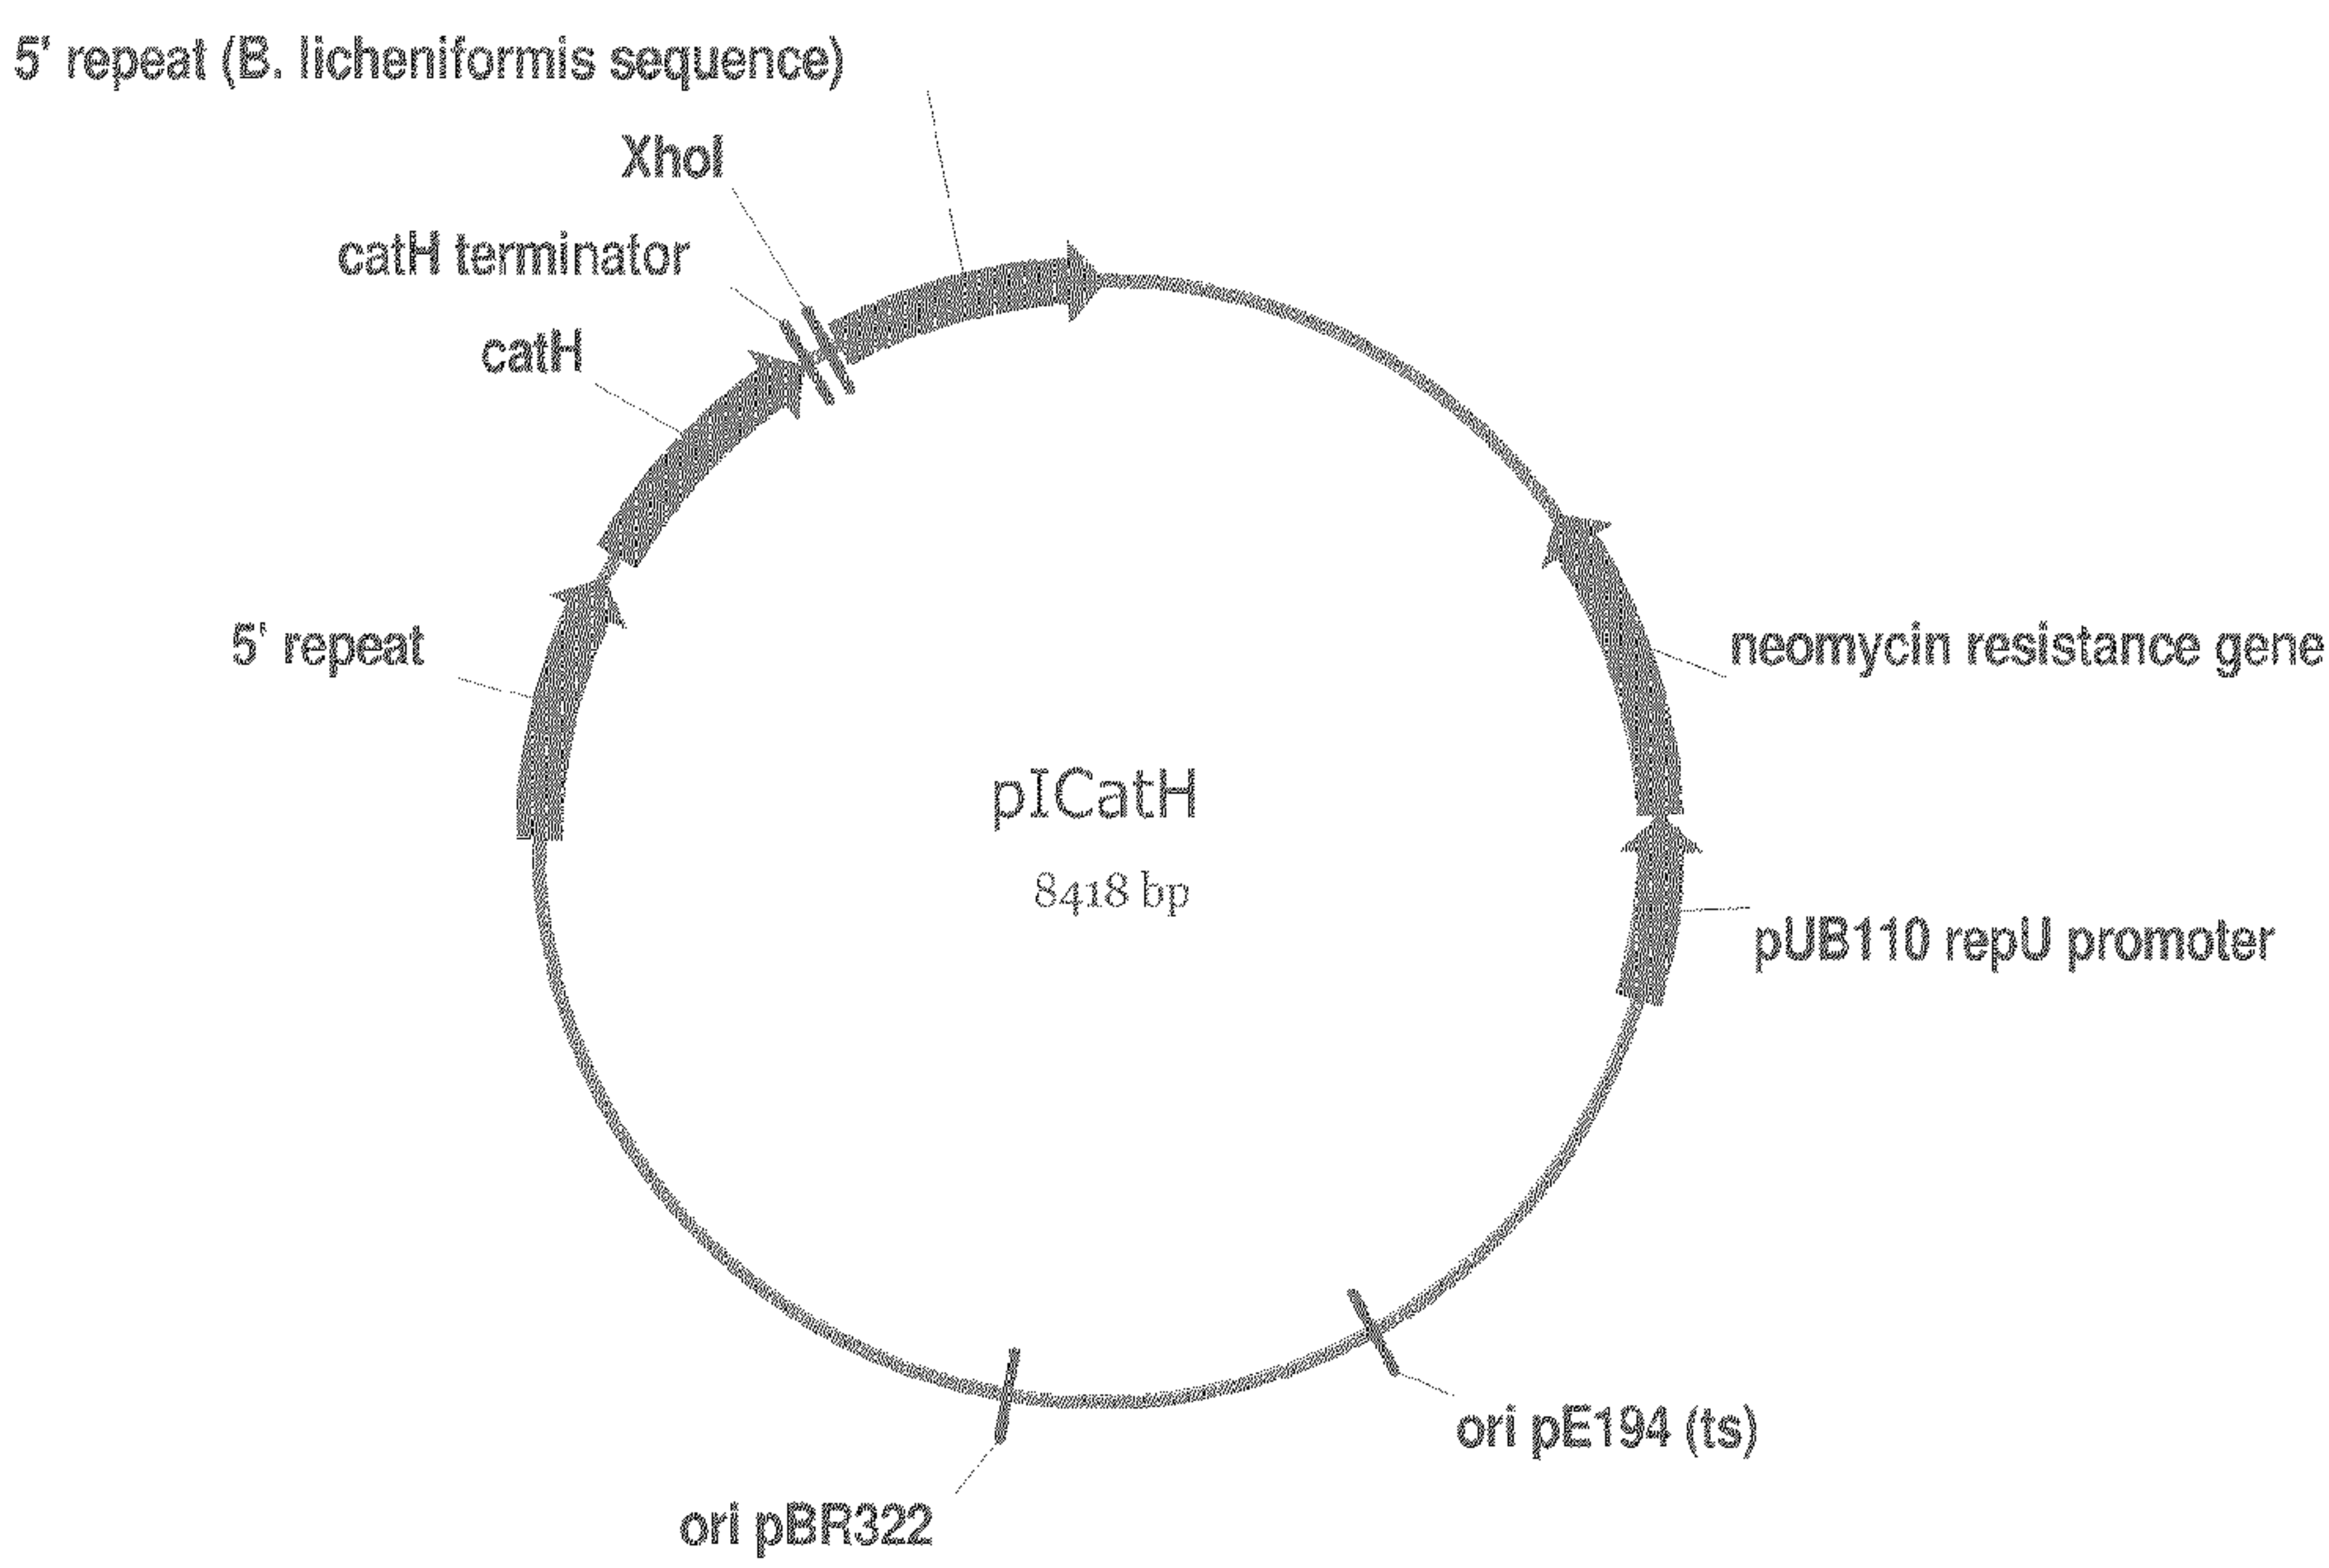 5' repeat (B. licheniformis sequence)
XhoI
catH terminator
catH
5' repeat
neomycin resistance gene
pICatH
8418 bp
pUB110 repU promoter
ori pE194 (ts)
ori pBR322